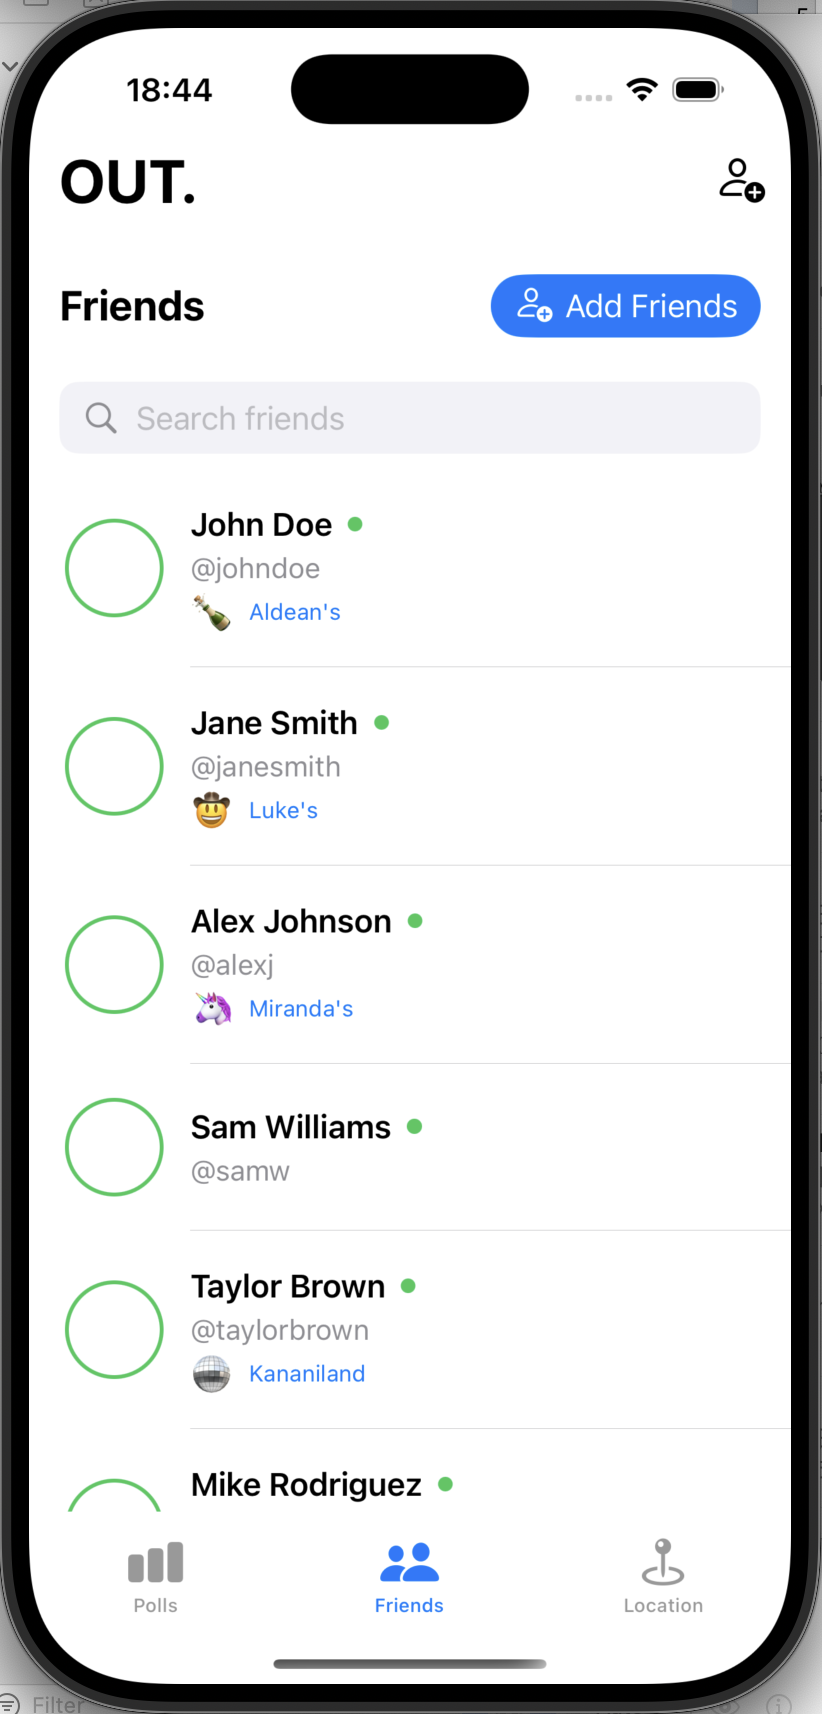 18:44
OUT.
Friends
Add Friends
Search friends
John Doe
@johndoe
Aldean's
Jane Smith
@janesmith
Luke's
Alex Johnson
@alexj
Miranda's
Sam Williams
@samw
Taylor Brown
@taylorbrown
Kananiland
Mike Rodriguez
Polls
Friends
Location
Filter